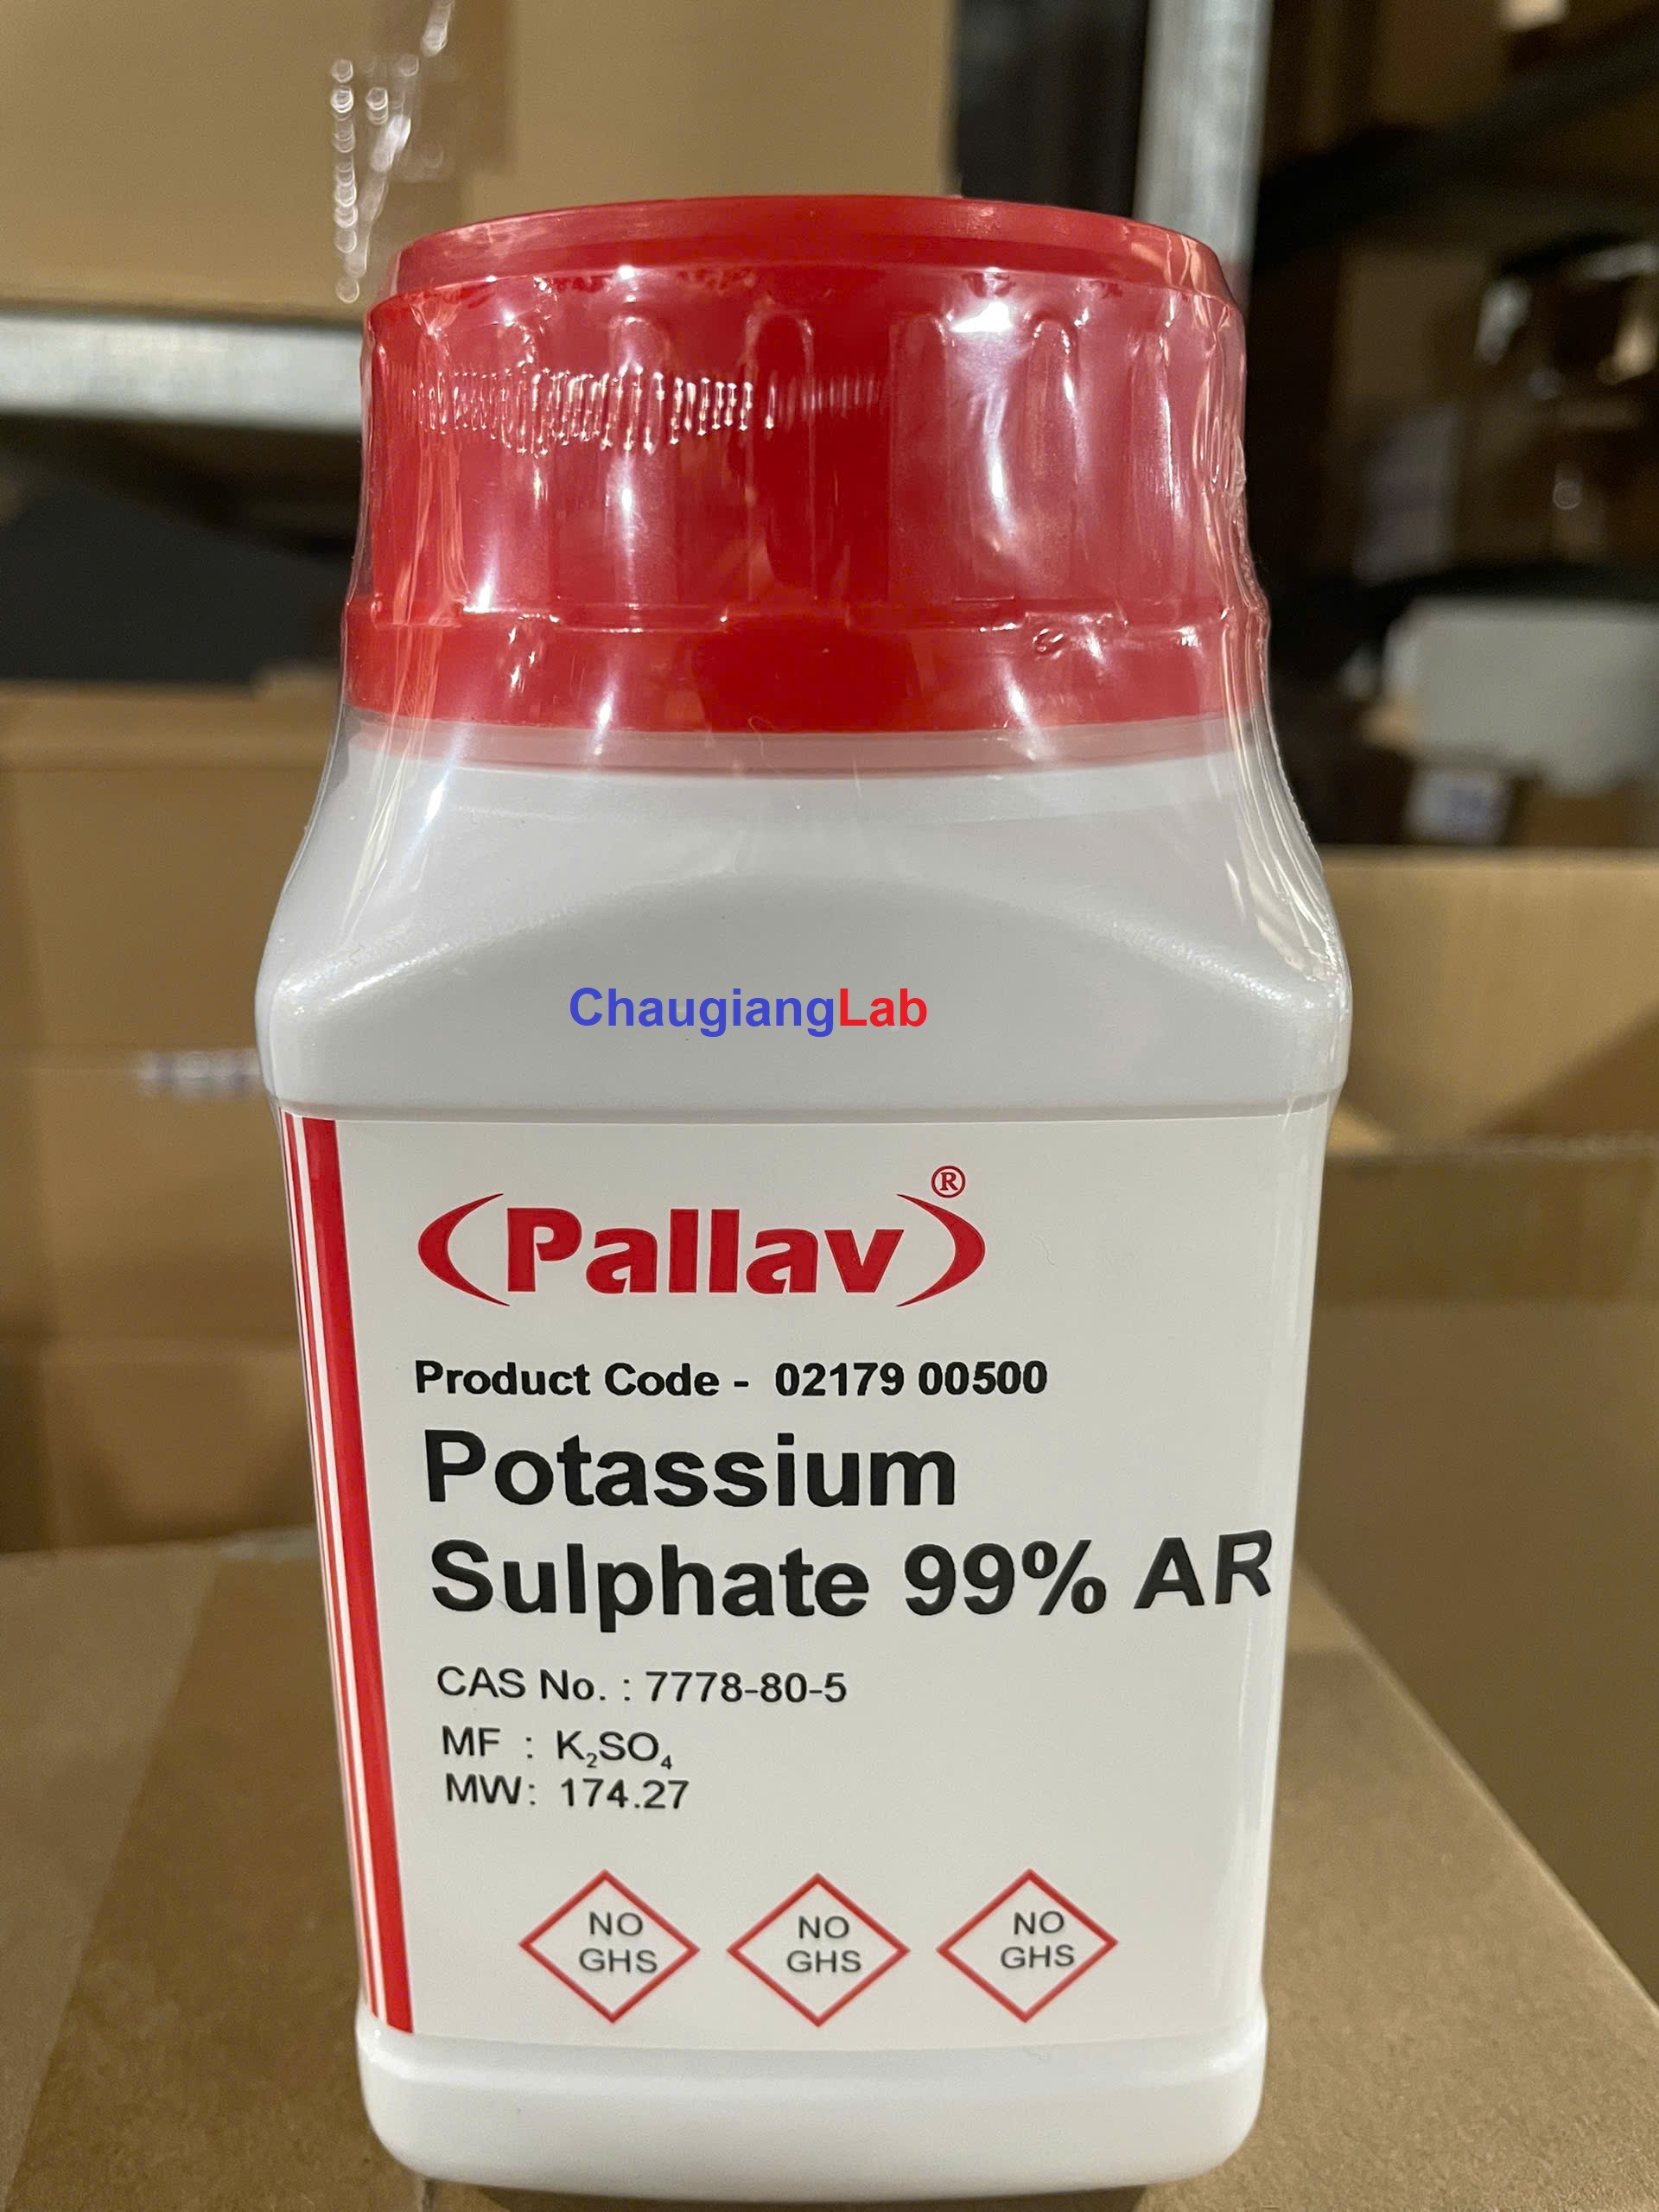 ChaugiangLab
Pallav®
Product Code - 02179 00500
Potassium
Sulphate 99% AR
CAS No. : 7778-80-5
MF : K₂SO₄
MW : 174.27
NO
GHS
NO
GHS
NO
GHS